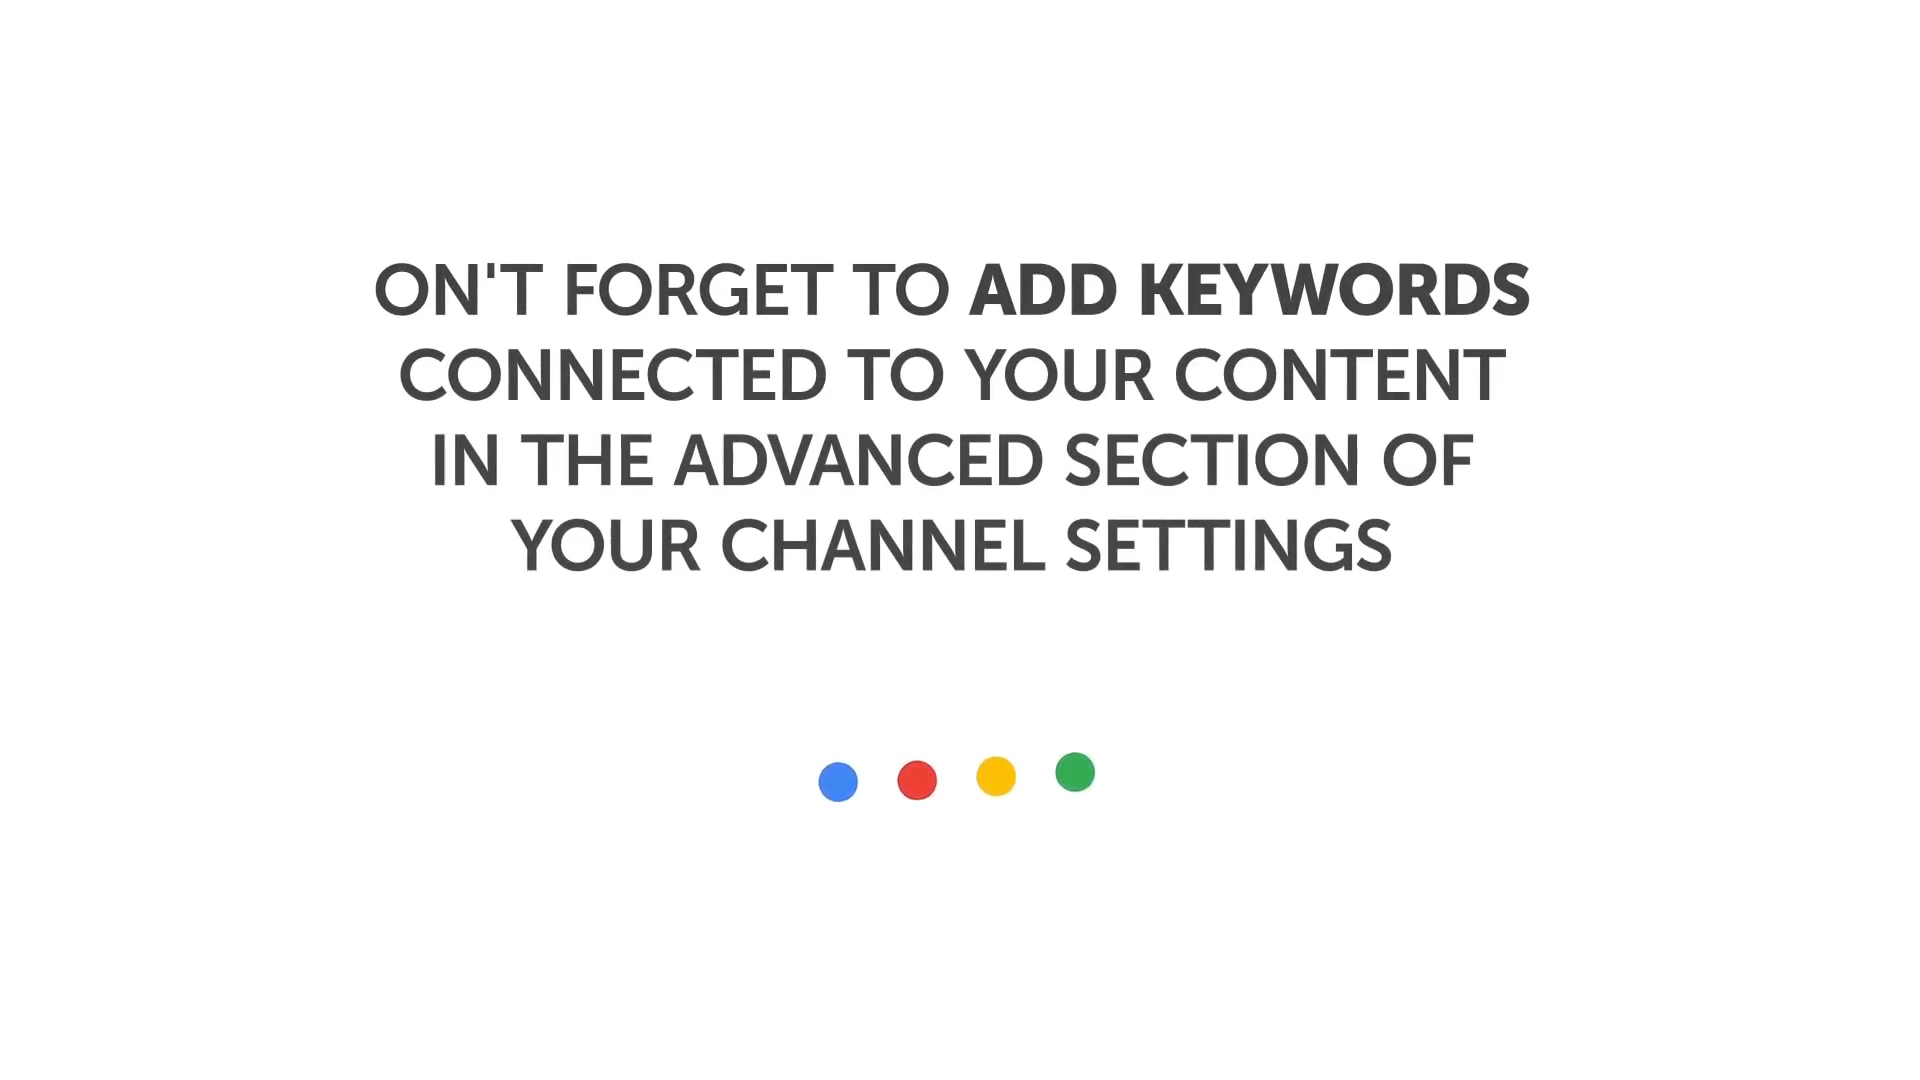 ON'T FORGET TO ADD KEYWORDS
CONNECTED TO YOUR CONTENT
IN THE ADVANCED SECTION OF
YOUR CHANNEL SETTINGS